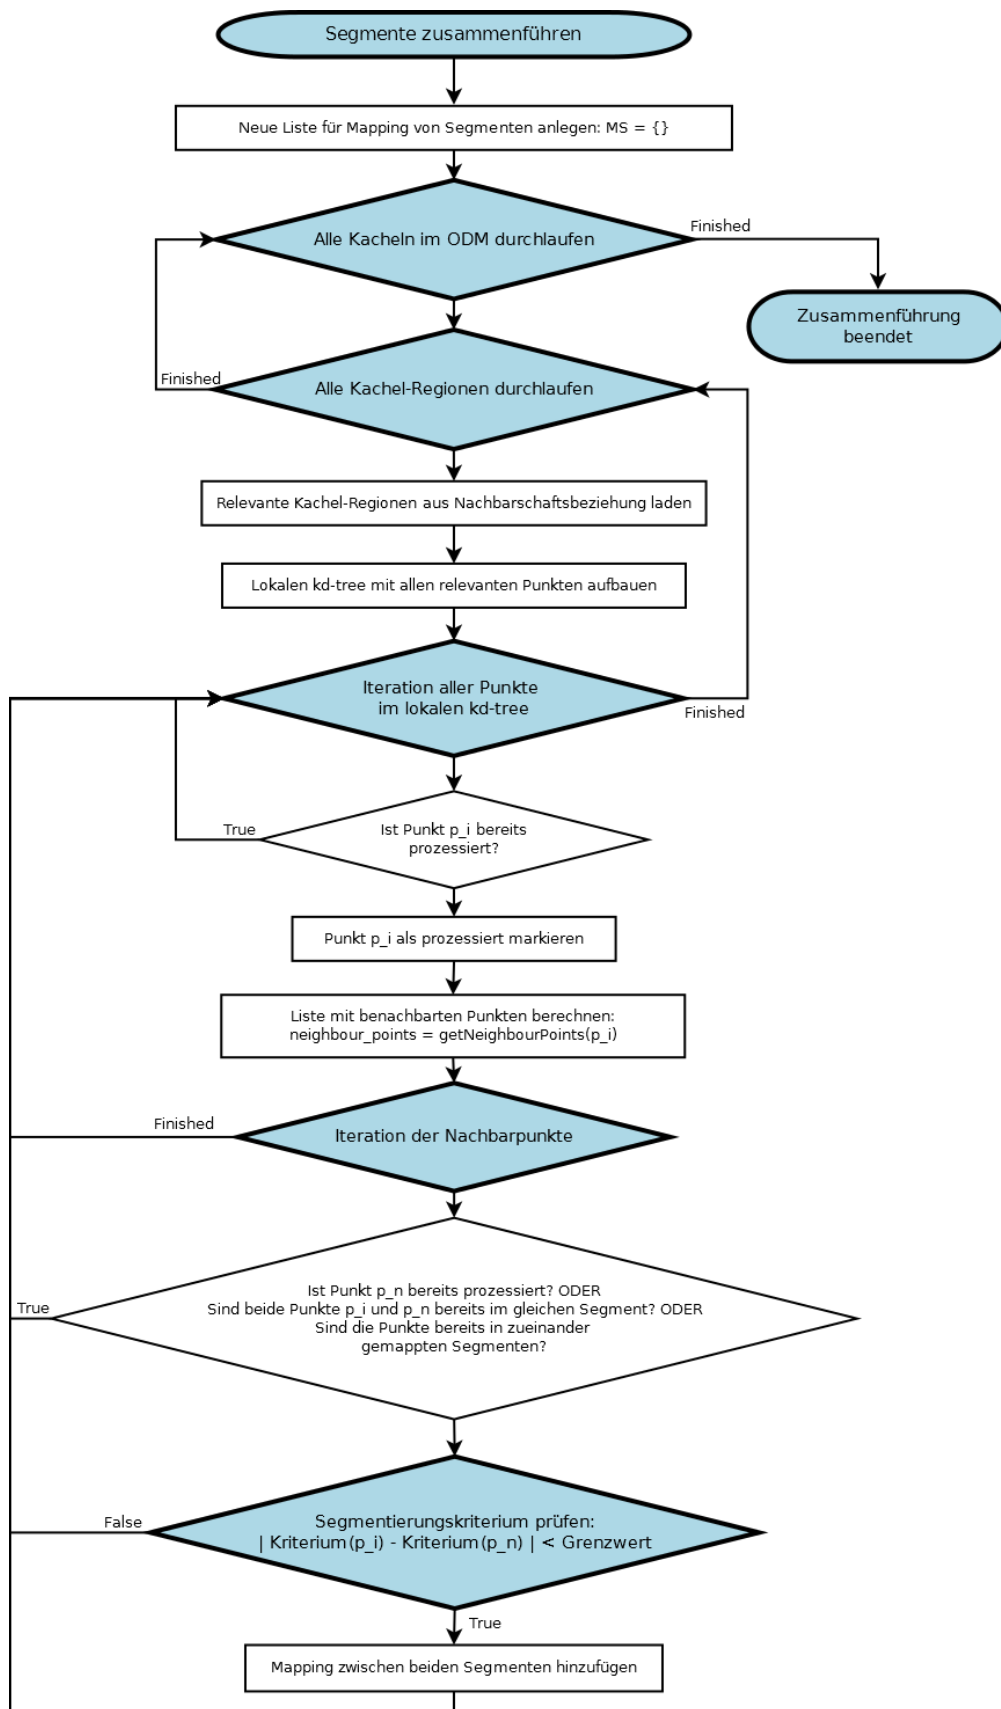 Segmente zusammenführen
Neue Liste für Mapping von Segmenten anlegen: MS = {}
Alle Kacheln im ODM durchlaufen
Finished
Zusammenführung
beendet
Alle Kachel-Regionen durchlaufen
Finished
Relevante Kachel-Regionen aus Nachbarschaftsbeziehung laden
Lokalen kd-tree mit allen relevanten Punkten aufbauen
Iteration aller Punkte
im lokalen kd-tree
Finished
True
Ist Punkt p_i bereits
prozessiert?
Punkt p_i als prozessiert markieren
Liste mit benachbarten Punkten berechnen:
neighbour_points = getNeighbourPoints(p_i)
Finished
Iteration der Nachbarpunkte
True
Ist Punkt p_n bereits prozessiert? ODER
Sind beide Punkte p_i und p_n bereits im gleichen Segment? ODER
Sind die Punkte bereits in zueinander
gemappten Segmenten?
False
Segmentierungskriterium prüfen:
| Kriterium(p_i) - Kriterium(p_n) | < Grenzwert
True
Mapping zwischen beiden Segmenten hinzufügen